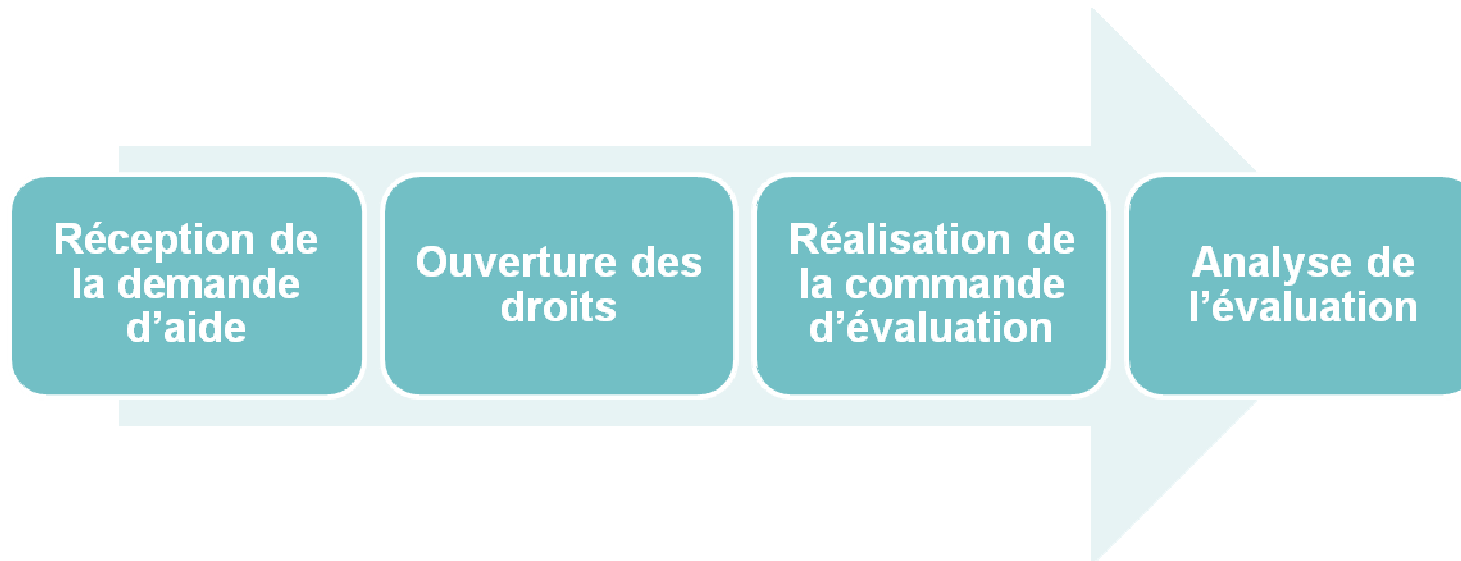 Réception de
la demande
d’aide
Ouverture des
droits
Réalisation de
la commande
d’évaluation
Analyse de
l’évaluation